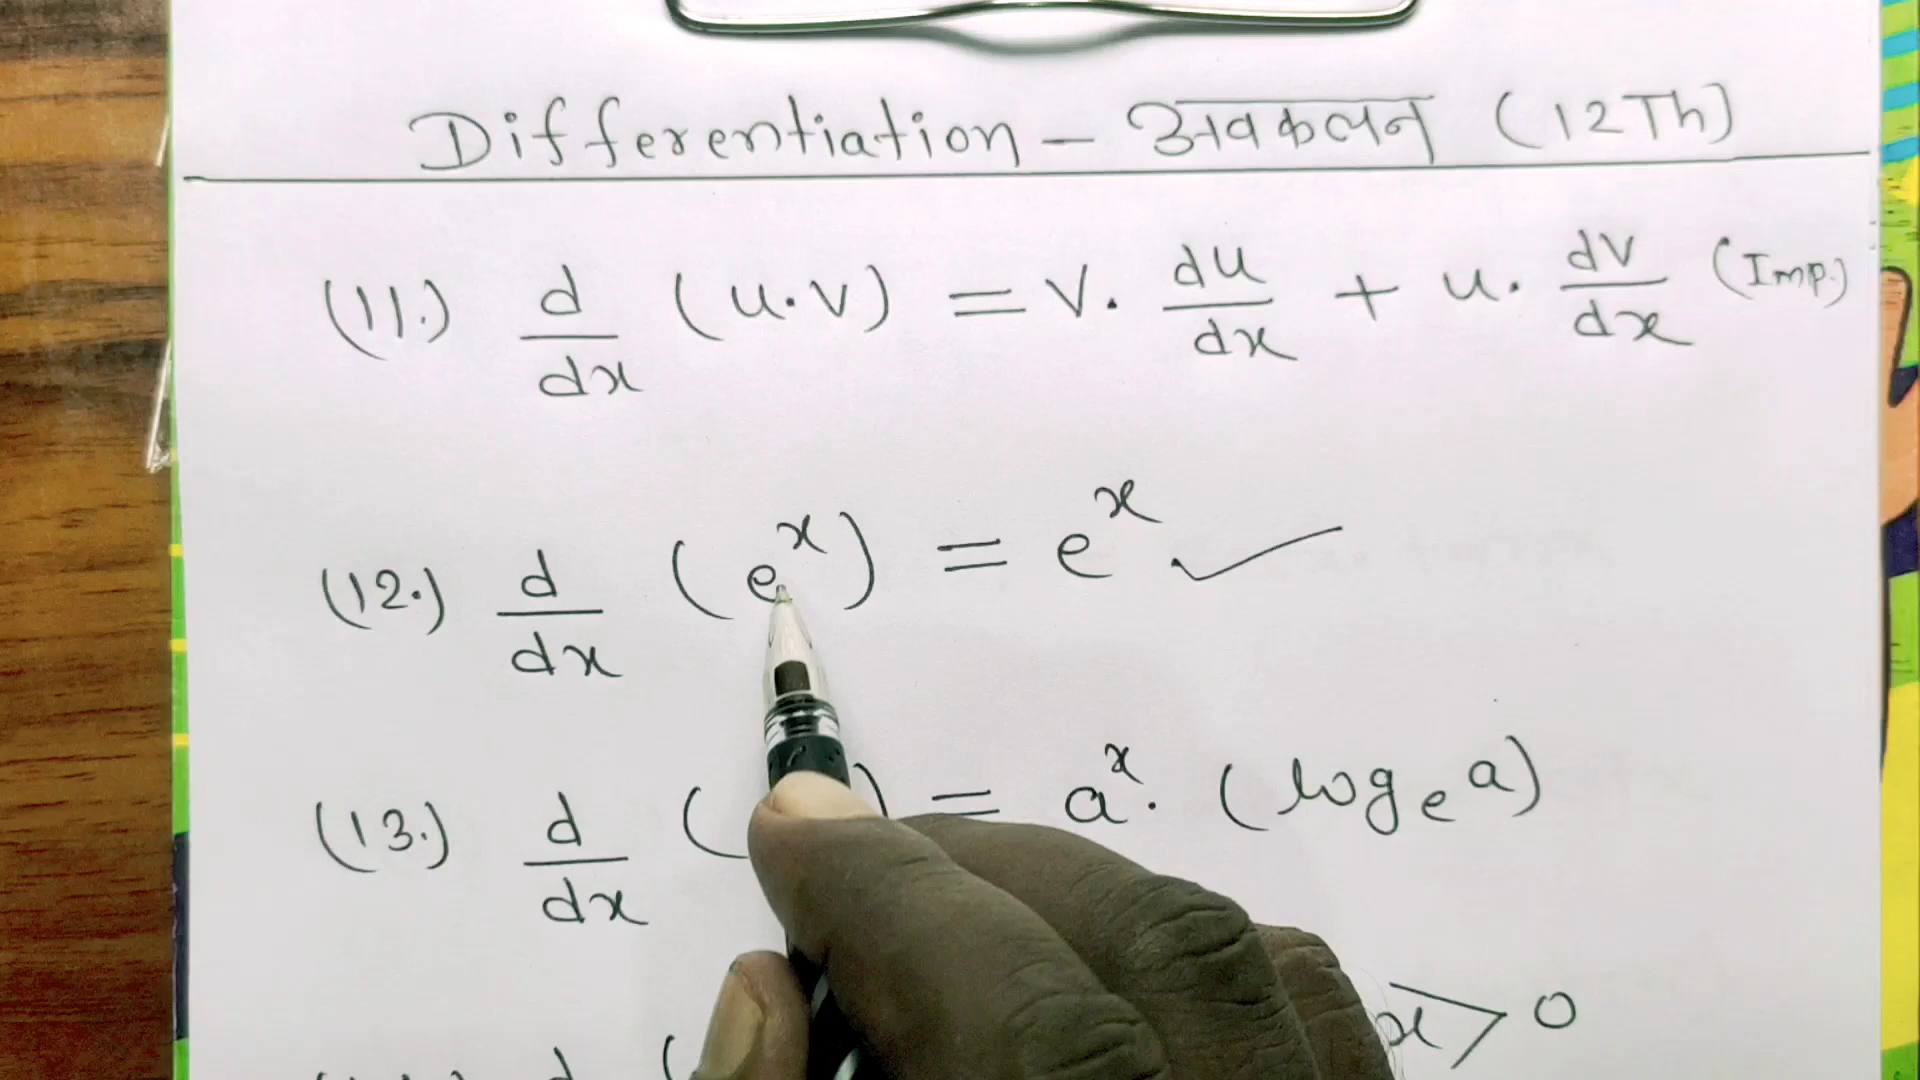 Differentiation – अवकलन (12Th)
(11.) d/dx (u.v) = v. du/dx + u. dv/dx (Imp.)
(12.) d/dx (e^x) = e^x ✓
(13.) d/dx ( ) = a^x. (log_e a)
d ( x > 0